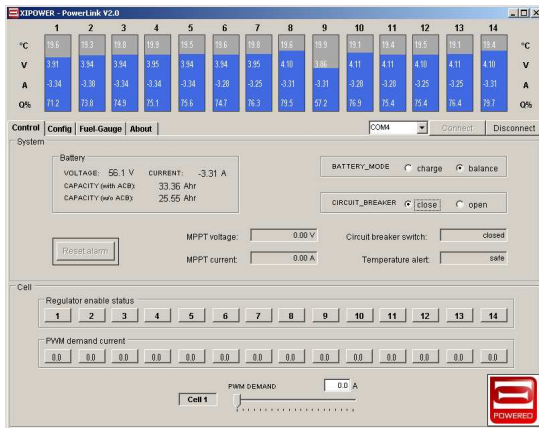 XIPOWER - PowerLink V2.0
1 2 3 4 5 6 7 8 9 10 11 12 13 14
°C 19.6 19.3 19.8 19.9 19.5 19.6 19.8 19.6 19.9 19.1 19.4 19.5 19.1 19.4 °C
V 3.91 3.94 3.94 3.95 3.94 3.94 3.95 4.10 3.86 4.11 4.11 4.10 4.11 4.10 V
A -3.34 -3.30 -3.34 -3.34 -3.34 -3.28 -3.25 -3.31 -3.31 -3.28 -3.25 -3.28 -3.25 -3.31 A
Q% 71.2 73.8 74.9 75.1 75.6 74.7 76.3 79.5 57.2 76.9 75.4 75.4 76.4 79.7 Q%
Control Config Fuel-Gauge About COM4 Connect Disconnect
System
Battery
VOLTAGE: 56.1 V CURRENT: -3.31 A
CAPACITY (with ACB): 33.36 Ahr
CAPACITY (w/o ACB): 25.55 Ahr
BATTERY_MODE charge balance
CIRCUIT_BREAKER close open
Reset alarm
MPPT voltage: 0.00 V Circuit breaker switch: closed
MPPT current: 0.00 A Temperature alert: safe
Cell
Regulator enable status
1 2 3 4 5 6 7 8 9 10 11 12 13 14
PWM demand current
0.0 0.0 0.0 0.0 0.0 0.0 0.0 0.0 0.0 0.0 0.0 0.0 0.0 0.0
Cell 1 PWM DEMAND 0.0 A
POWERED